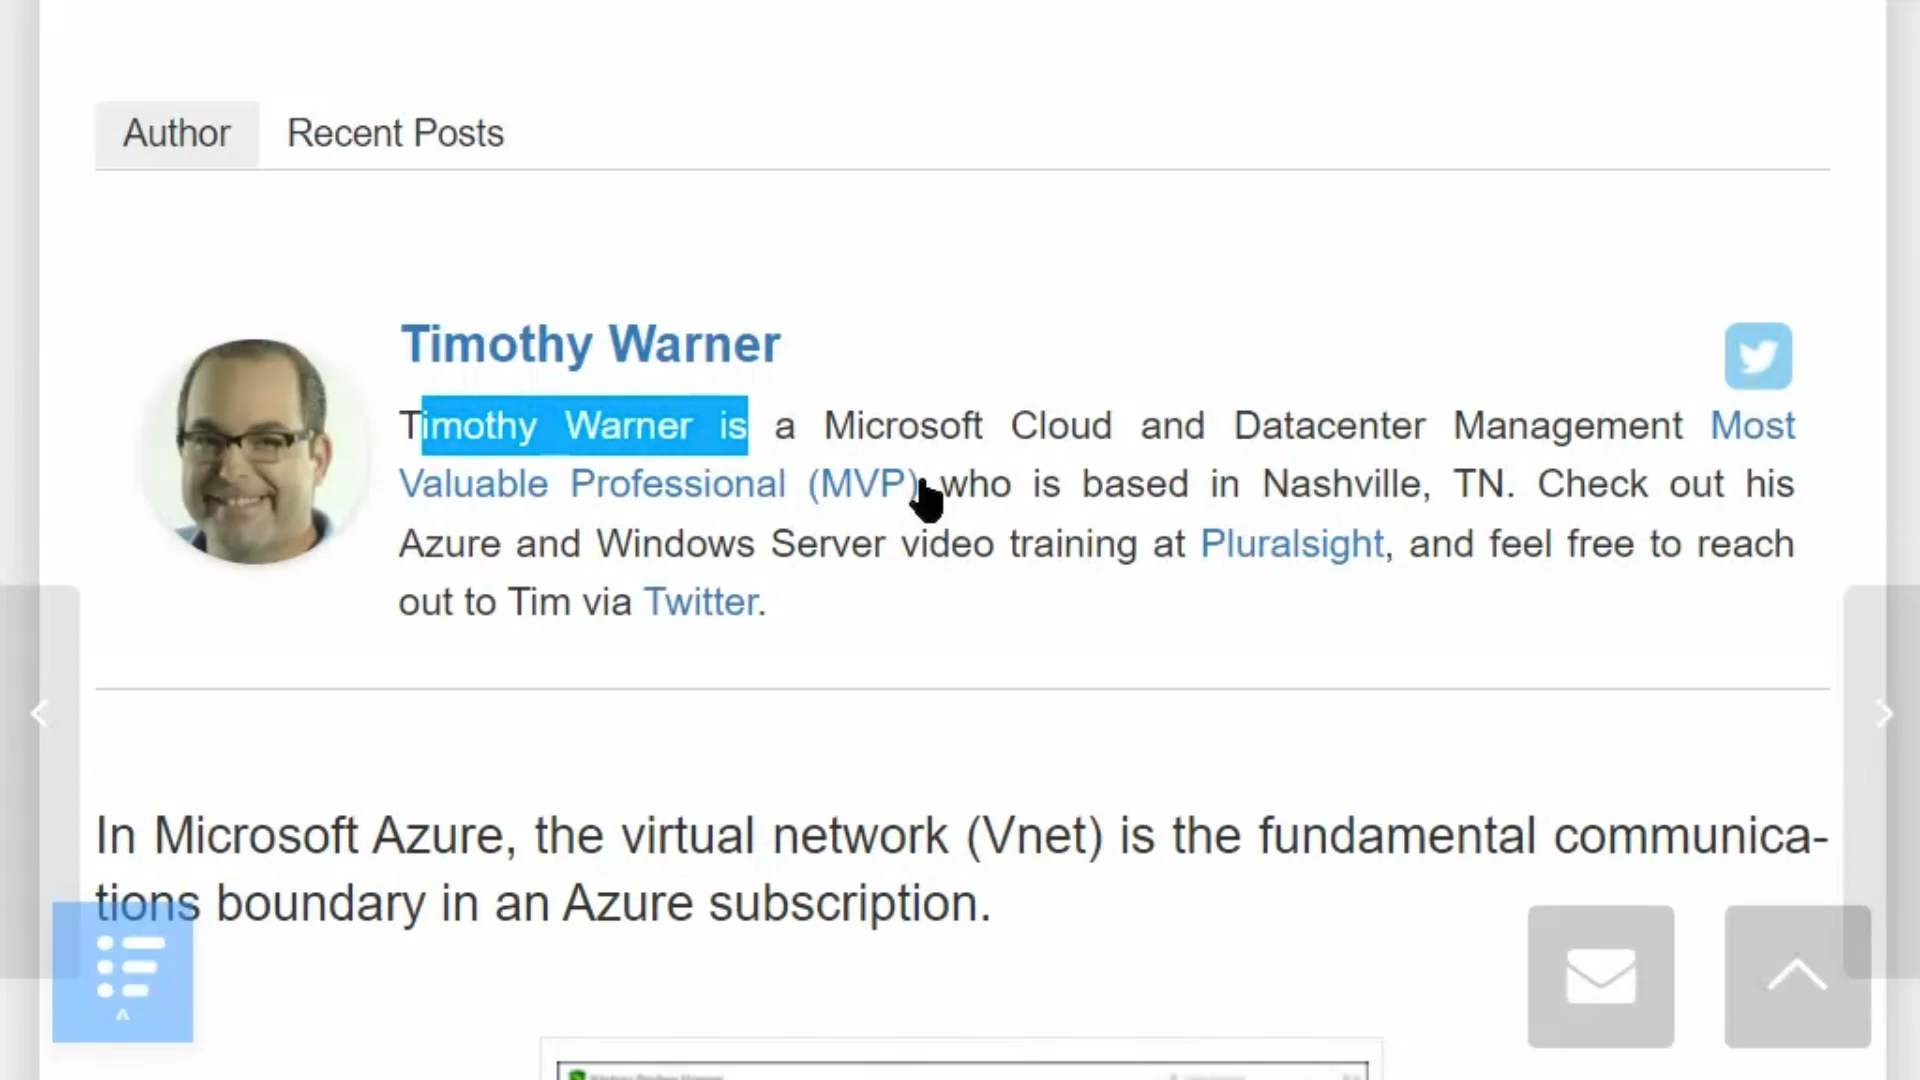 Author Recent Posts
Timothy Warner
Timothy Warner is a Microsoft Cloud and Datacenter Management Most
Valuable Professional (MVP) who is based in Nashville, TN. Check out his
Azure and Windows Server video training at Pluralsight, and feel free to reach
out to Tim via Twitter.
In Microsoft Azure, the virtual network (Vnet) is the fundamental communica-
tions boundary in an Azure subscription.